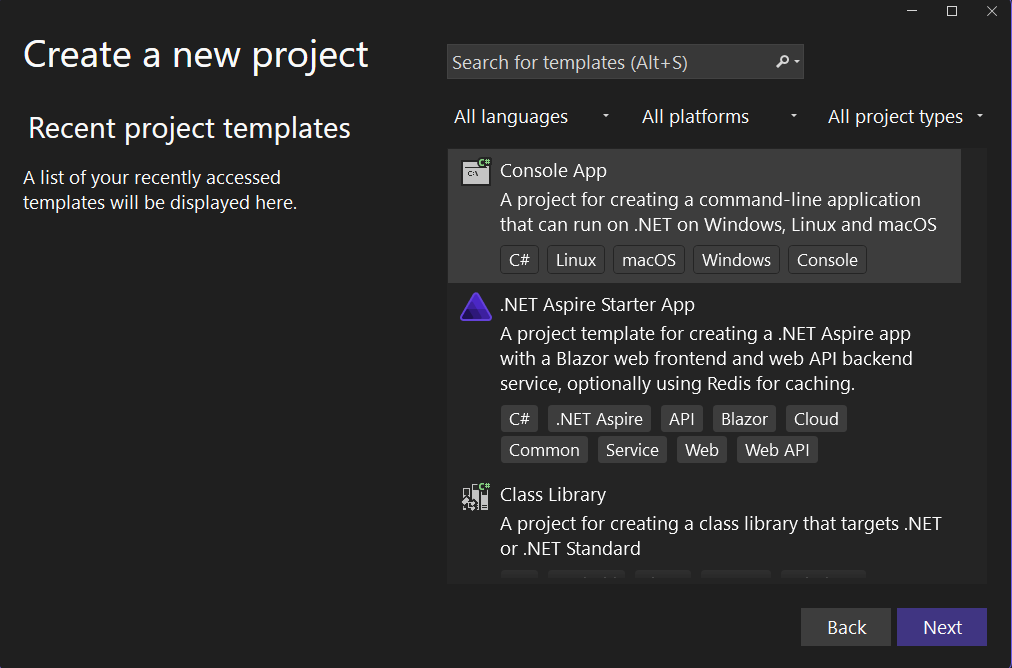 Create a new project
Recent project templates
A list of your recently accessed
templates will be displayed here.
Search for templates (Alt+S)
All languages
All platforms
All project types
C#
C:\
Console App
A project for creating a command-line application
that can run on .NET on Windows, Linux and macOS
C# Linux macOS Windows Console
.NET Aspire Starter App
A project template for creating a .NET Aspire app
with a Blazor web frontend and web API backend
service, optionally using Redis for caching.
C# .NET Aspire API Blazor Cloud
Common Service Web Web API
C#
Class Library
A project for creating a class library that targets .NET
or .NET Standard
Back
Next